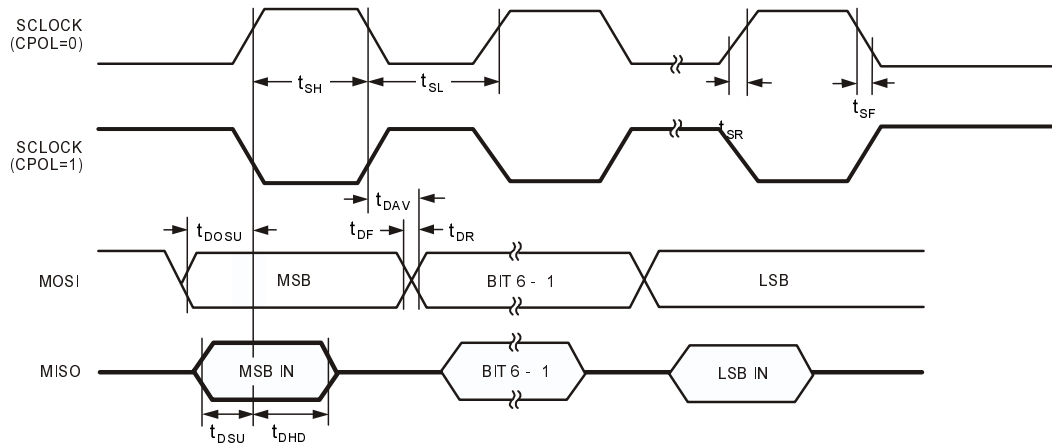 SCLOCK
(CPOL=0)
tSH
tSL
tSR
tSF
SCLOCK
(CPOL=1)
tDAV
tDOSU
tDF
tDR
MOSI
MSB
BIT 6 - 1
LSB
MISO
MSB IN
BIT 6 - 1
LSB IN
tDSU
tDHD